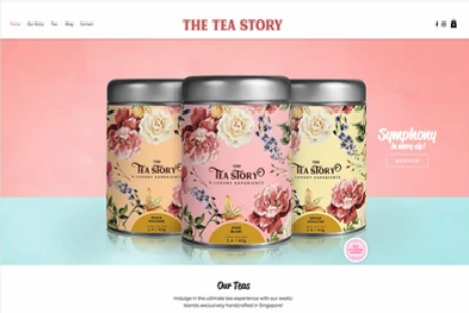 Home Our Story Tea Blog Contact
THE TEA STORY
Symphony
in every sip!
THE
TEA STORY
A LUXURY EXPERIENCE
THE
TEA STORY
A LUXURY EXPERIENCE
THE
TEA STORY
A LUXURY EXPERIENCE
Our Teas
Indulge in the ultimate tea experience with our exotic
blends exclusively handcrafted in Singapore!